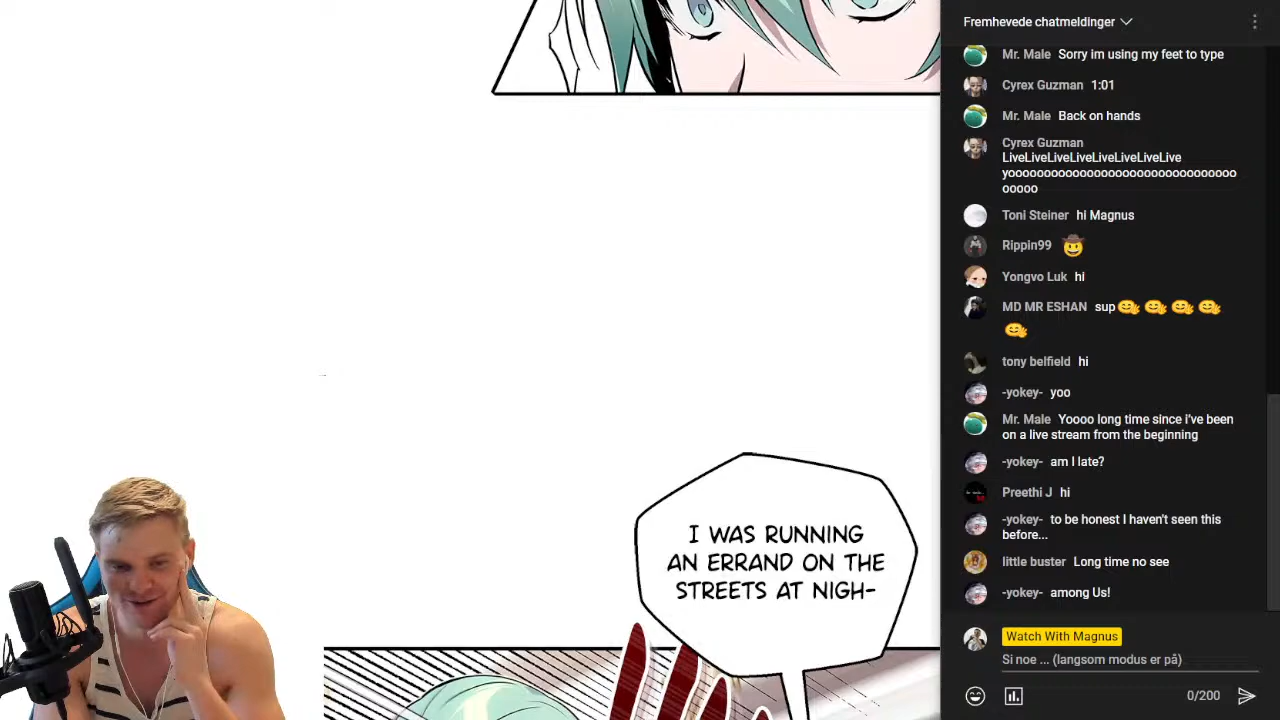 I WAS RUNNING
AN ERRAND ON THE
STREETS AT NIGH-
Fremhevede chatmeldinger
Mr. Male Sorry im using my feet to type
Cyrex Guzman 1:01
Mr. Male Back on hands
Cyrex Guzman
LiveLiveLiveLiveLiveLiveLiveLive
yoooooooooooooooooooooooooooooooo
ooooo
Toni Steiner hi Magnus
Rippin99 🤠
Yongvo Luk hi
MD MR ESHAN sup
tony belfield hi
-yokey- yoo
Mr. Male Yoooo long time since i've been
on a live stream from the beginning
-yokey- am I late?
Preethi J hi
-yokey- to be honest I haven't seen this
before...
little buster Long time no see
-yokey- among Us!
Watch With Magnus
Si noe ... (langsom modus er på)
0/200